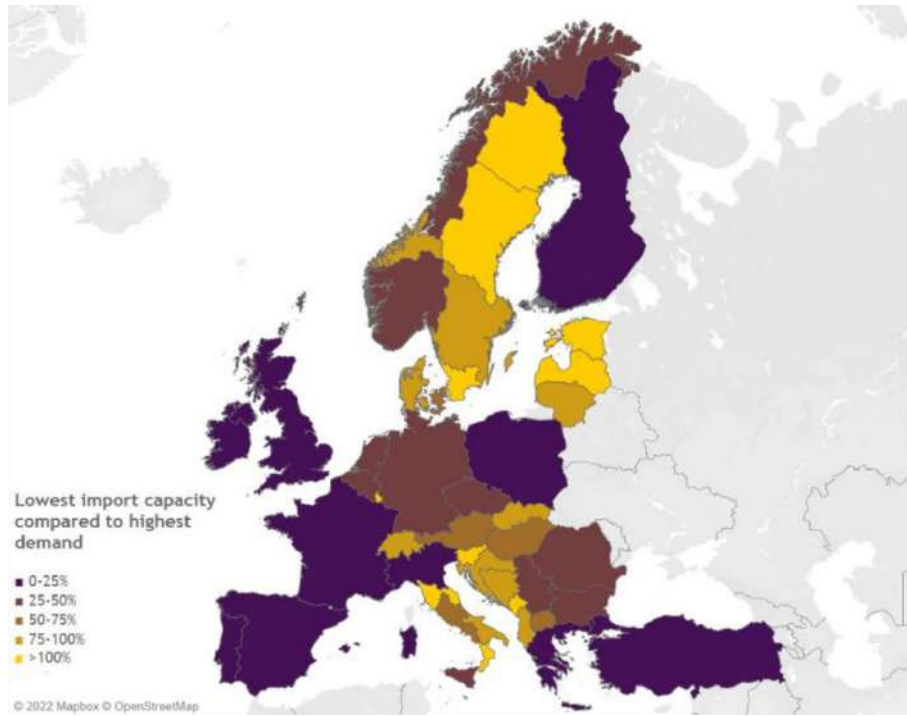 Lowest import capacity
compared to highest
demand
0-25%
25-50%
50-75%
75-100%
>100%
© 2022 Mapbox © OpenStreetMap